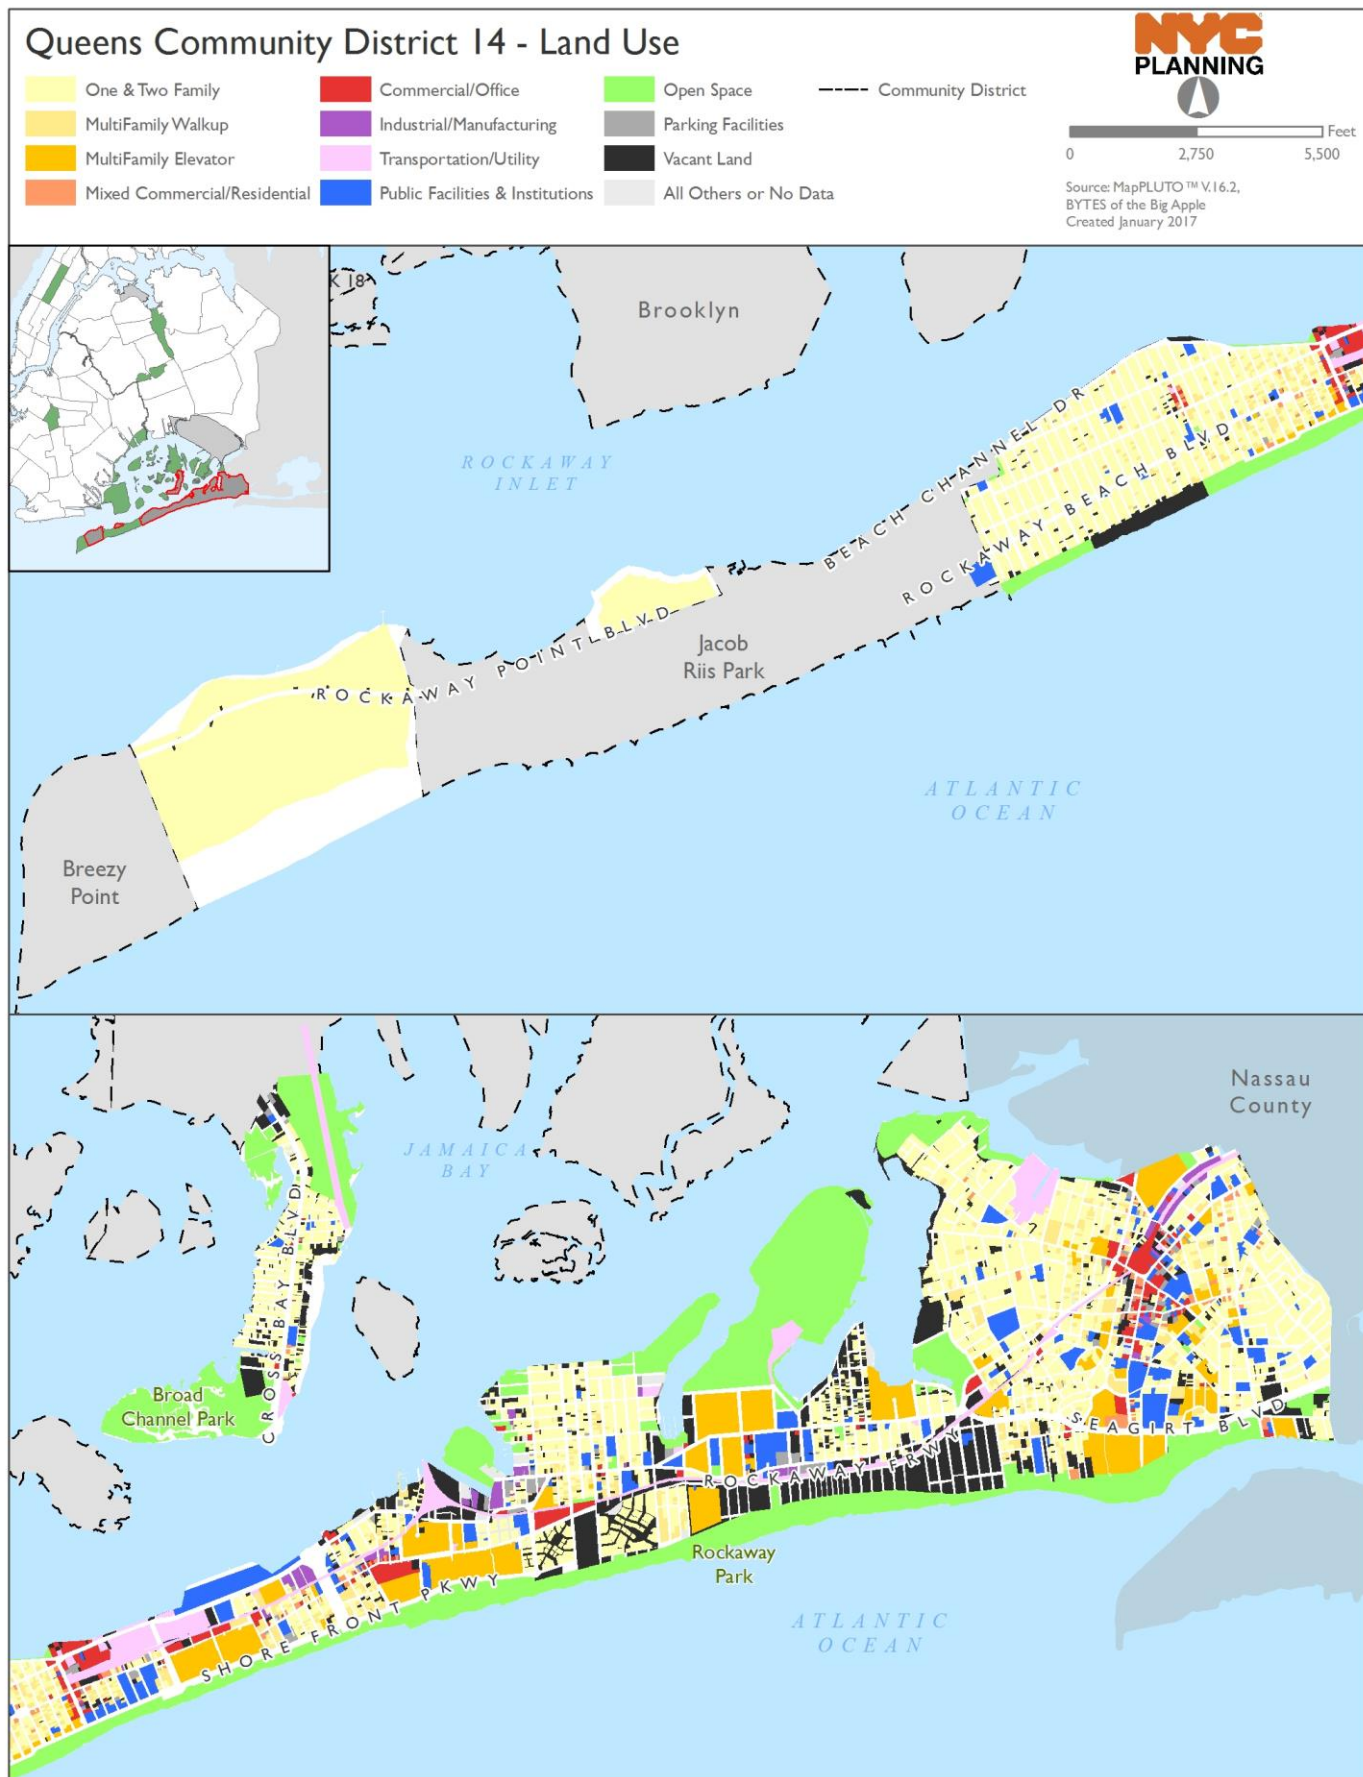 Queens Community District 14 - Land Use
One & Two Family
MultiFamily Walkup
MultiFamily Elevator
Mixed Commercial/Residential
Commercial/Office
Industrial/Manufacturing
Transportation/Utility
Public Facilities & Institutions
Open Space
Parking Facilities
Vacant Land
All Others or No Data
Community District
NYC
PLANNING
Feet
0 2,750 5,500
Source: MapPLUTO™ V.16.2,
BYTES of the Big Apple
Created January 2017
K 18
Brooklyn
ROCKAWAY
INLET
BEACH CHANNEL DR
ROCKAWAY BEACH BLVD
ROCKAWAY POINT BLVD
Jacob
Riis Park
ATLANTIC
OCEAN
Breezy
Point
Nassau
County
JAMAICA
BAY
CROSS BAY BLVD
Broad
Channel Park
SEAGIRT BLVD
ROCKAWAY FRWY
Rockaway
Park
SHORE FRONT PKWY
ATLANTIC
OCEAN